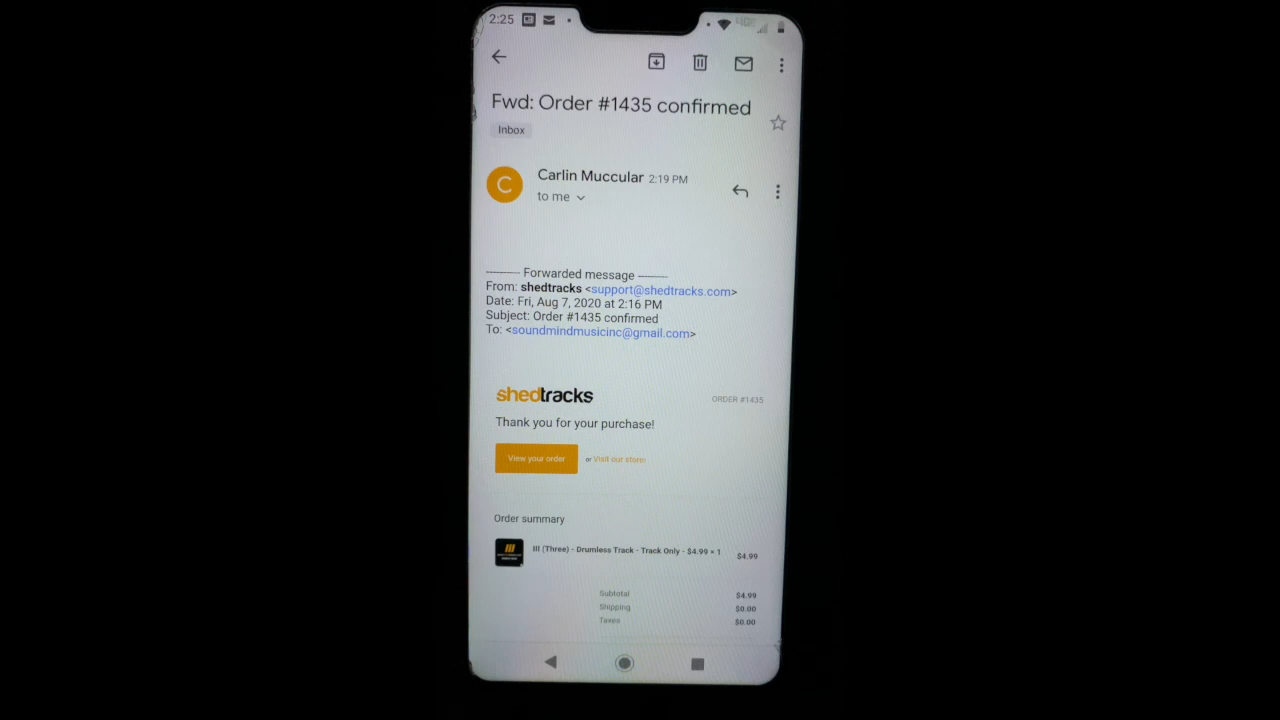 2:25
Fwd: Order #1435 confirmed
Inbox
C
Carlin Muccular 2:19 PM
to me
---------- Forwarded message ---------
From: shedtracks <support@shedtracks.com>
Date: Fri, Aug 7, 2020 at 2:16 PM
Subject: Order #1435 confirmed
To: <soundmindmusicinc@gmail.com>
shedtracks ORDER #1435
Thank you for your purchase!
View your order or Visit our store
Order summary
III (Three) - Drumless Track - Track Only - $4.99 × 1 $4.99
Subtotal $4.99
Shipping $0.00
Taxes $0.00